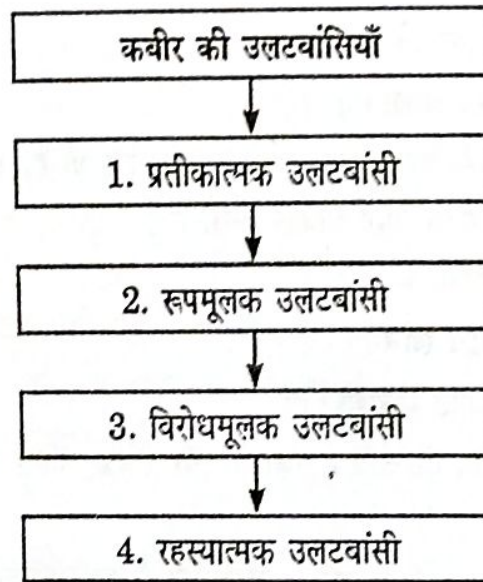 कबीर की उलटवांसियाँ
1. प्रतीकात्मक उलटवांसी
2. रूपमूलक उलटबांसी
3. विरोधमूलक उलटवांसी
4. रहस्यात्मक उलटवांसी